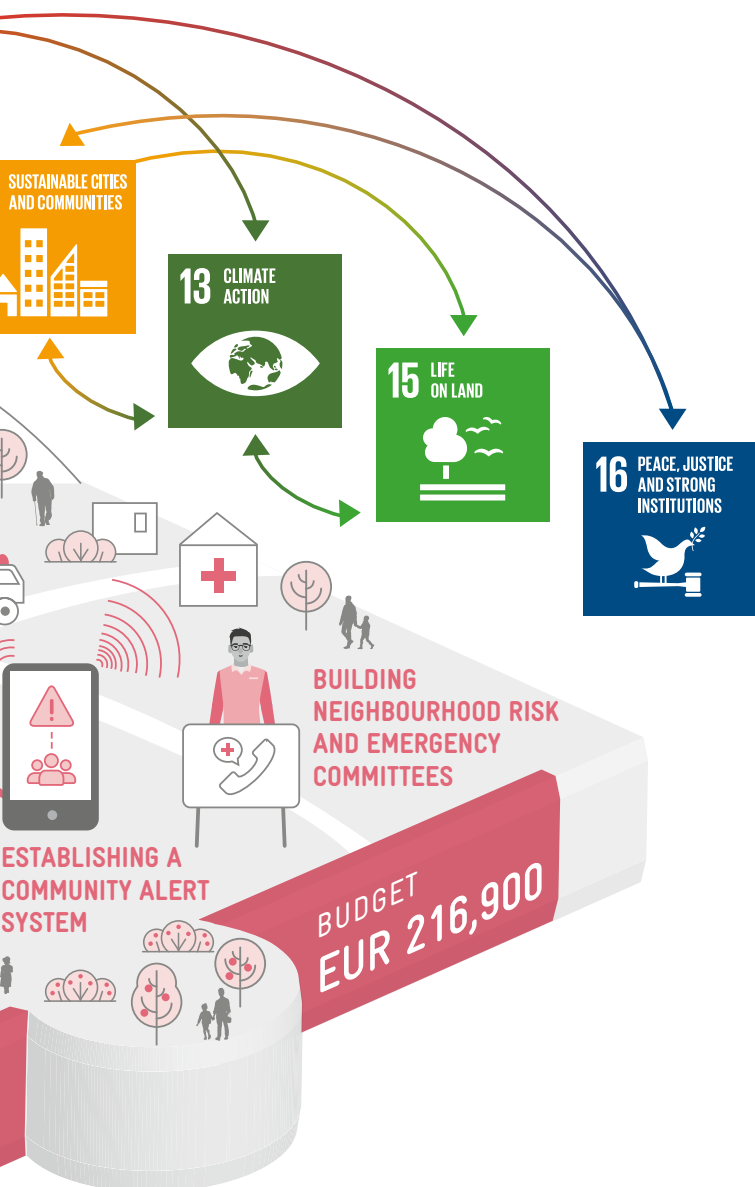 SUSTAINABLE CITIES
AND COMMUNITIES
13 CLIMATE
ACTION
15 LIFE
ON LAND
16 PEACE, JUSTICE
AND STRONG
INSTITUTIONS
BUILDING
NEIGHBOURHOOD RISK
AND EMERGENCY
COMMITTEES
ESTABLISHING A
COMMUNITY ALERT
SYSTEM
BUDGET
EUR 216,900